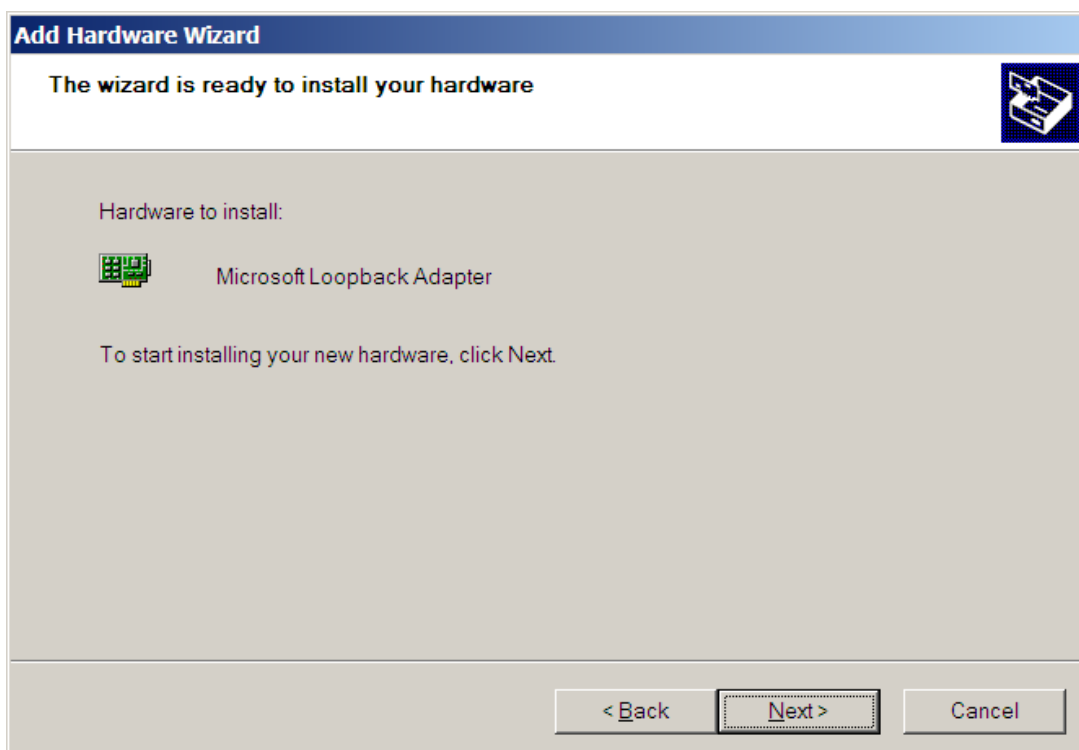 Add Hardware Wizard
The wizard is ready to install your hardware
Hardware to install:
Microsoft Loopback Adapter
To start installing your new hardware, click Next.
< Back Next > Cancel